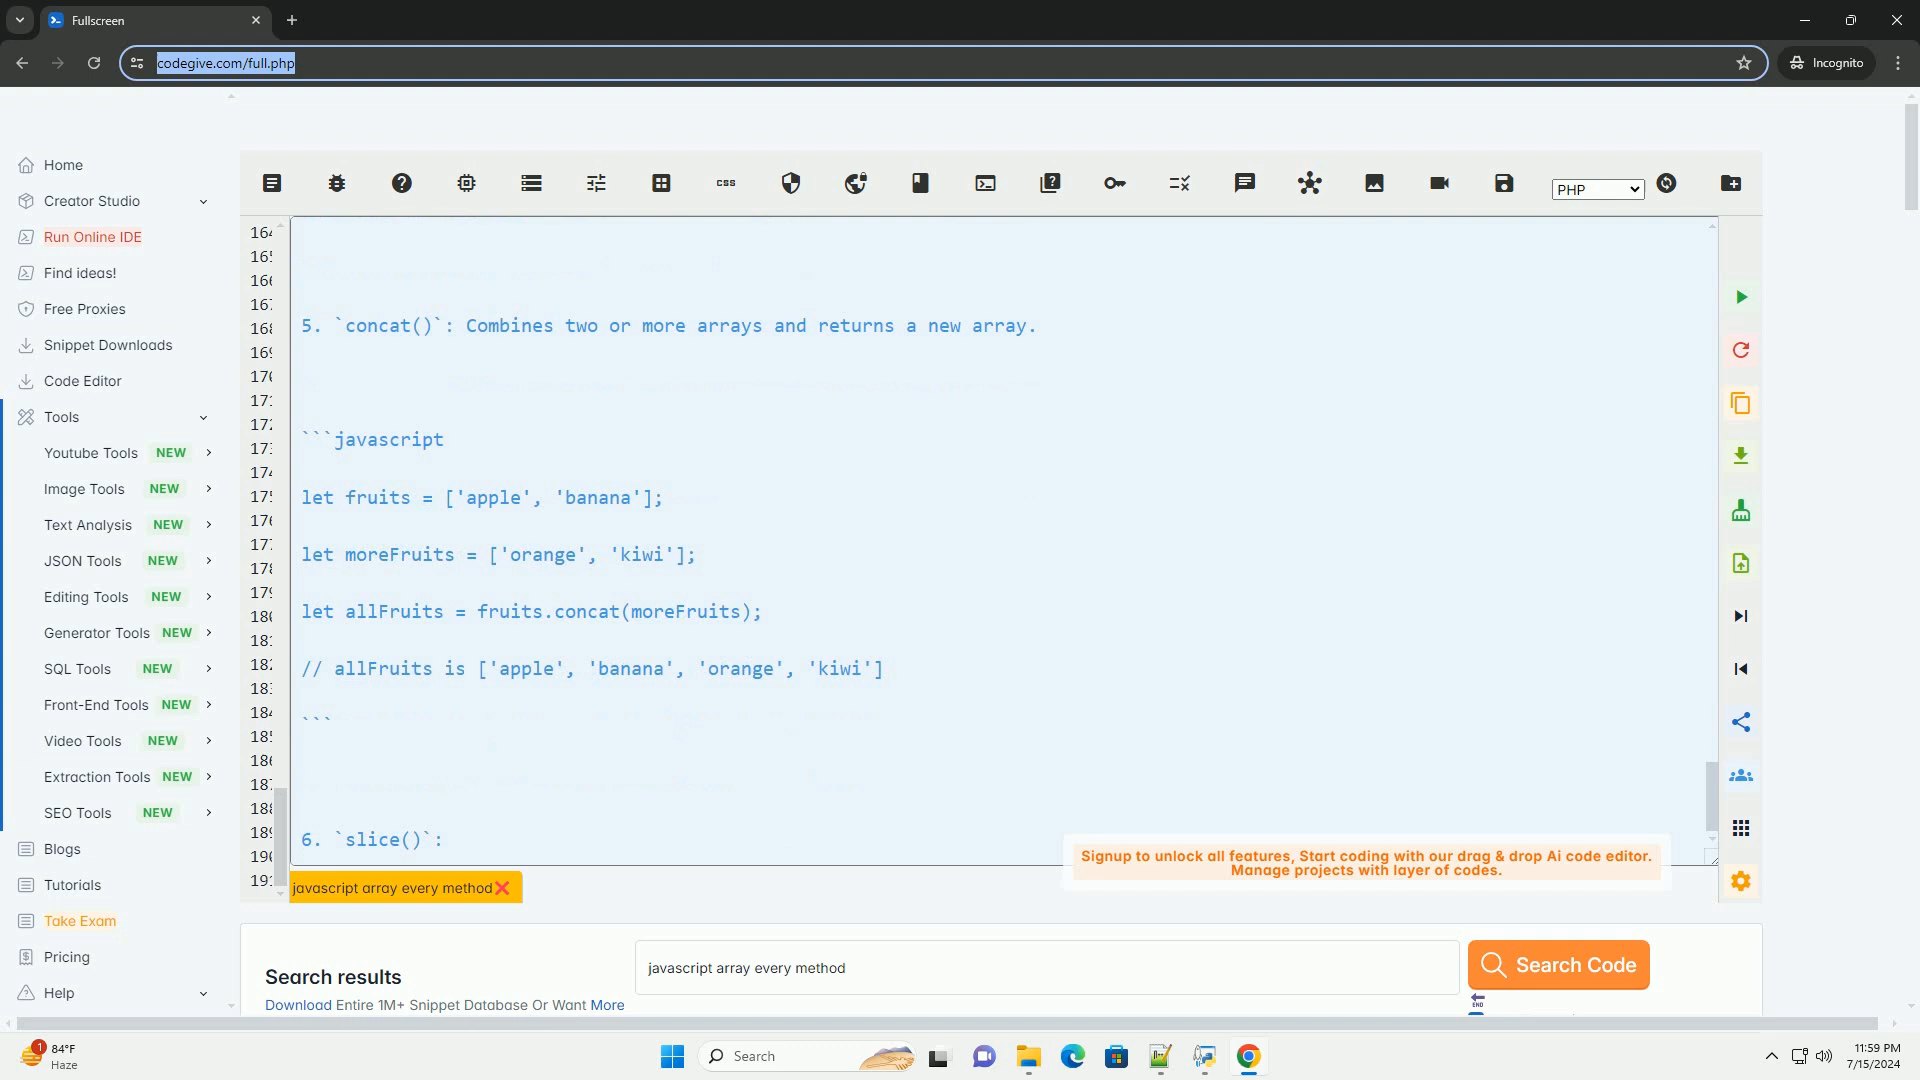 Fullscreen
codegive.com/full.php
Incognito
Home
Creator Studio
Run Online IDE
Find ideas!
Free Proxies
Snippet Downloads
Code Editor
Tools
Youtube Tools NEW
Image Tools NEW
Text Analysis NEW
JSON Tools NEW
Editing Tools NEW
Generator Tools NEW
SQL Tools NEW
Front-End Tools NEW
Video Tools NEW
Extraction Tools NEW
SEO Tools NEW
Blogs
Tutorials
Take Exam
Pricing
Help
css
PHP
5. `concat()`: Combines two or more arrays and returns a new array.
```javascript
let fruits = ['apple', 'banana'];
let moreFruits = ['orange', 'kiwi'];
let allFruits = fruits.concat(moreFruits);
// allFruits is ['apple', 'banana', 'orange', 'kiwi']
```
6. `slice()`:
Signup to unlock all features, Start coding with our drag & drop Ai code editor.
Manage projects with layer of codes.
javascript array every method
Search results
javascript array every method
Search Code
Download Entire 1M+ Snippet Database Or Want More
END
1
84°F
Haze
Search
11:59 PM
7/15/2024